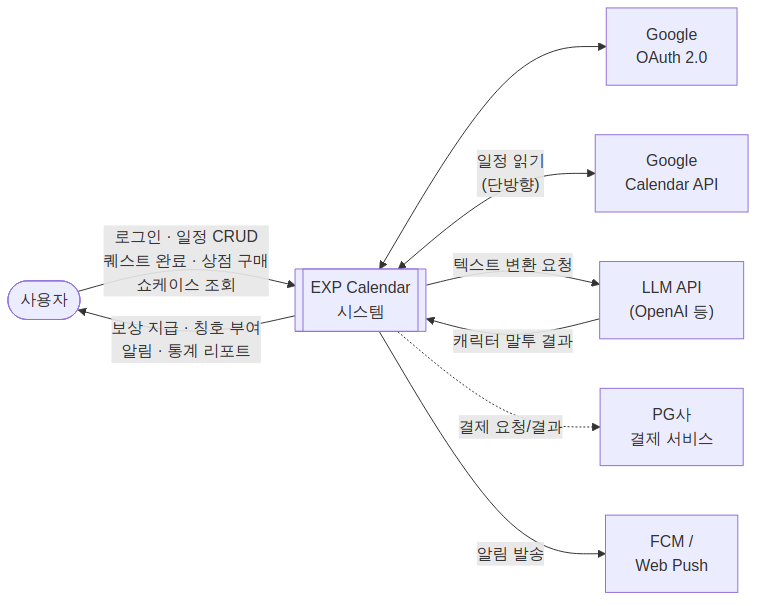 Google
OAuth 2.0
일정 읽기
(단방향)
Google
Calendar API
로그인 · 일정 CRUD
퀘스트 완료 · 상점 구매
쇼케이스 조회
사용자
보상 지급 · 칭호 부여
알림 · 통계 리포트
EXP Calendar
시스템
텍스트 변환 요청
캐릭터 말투 결과
LLM API
(OpenAI 등)
결제 요청/결과
PG사
결제 서비스
알림 발송
FCM /
Web Push